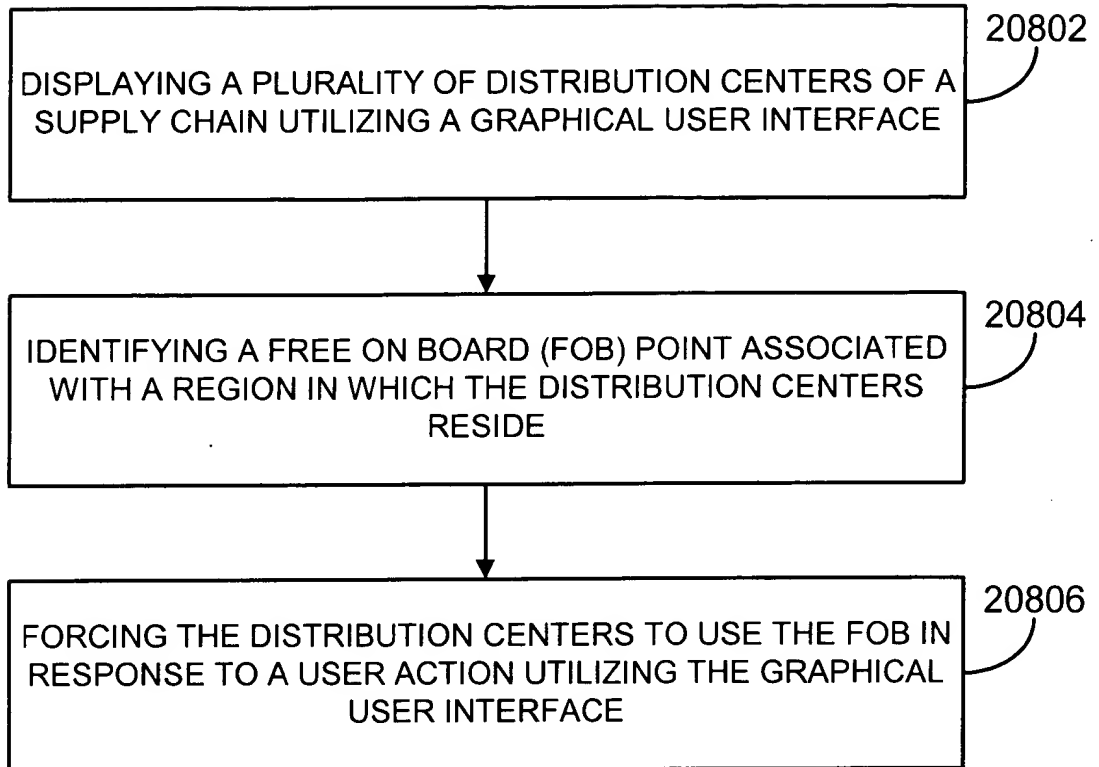 20802
DISPLAYING A PLURALITY OF DISTRIBUTION CENTERS OF A
SUPPLY CHAIN UTILIZING A GRAPHICAL USER INTERFACE
20804
IDENTIFYING A FREE ON BOARD (FOB) POINT ASSOCIATED
WITH A REGION IN WHICH THE DISTRIBUTION CENTERS
RESIDE
20806
FORCING THE DISTRIBUTION CENTERS TO USE THE FOB IN
RESPONSE TO A USER ACTION UTILIZING THE GRAPHICAL
USER INTERFACE